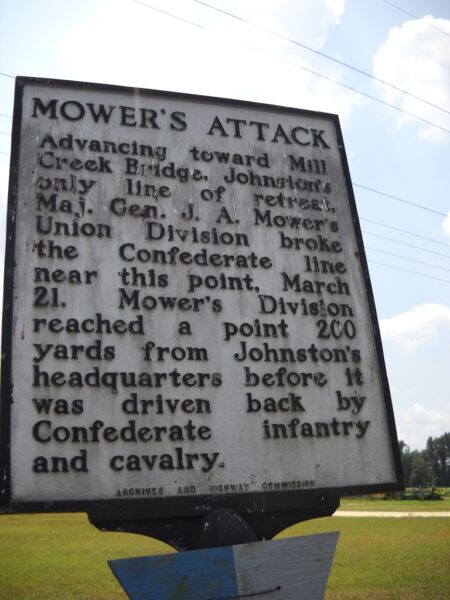 MOWER'S ATTACK
Advancing toward Mill
Creek Bridge, Johnston's
only line of retreat,
Maj. Gen. J. A. Mower's
Union Division broke
the Confederate line
near this point, March
21. Mower's Division
reached a point 200
yards from Johnston's
headquarters before it
was driven back by
Confederate infantry
and cavalry.
ARCHIVES AND HIGHWAY COMMISSION